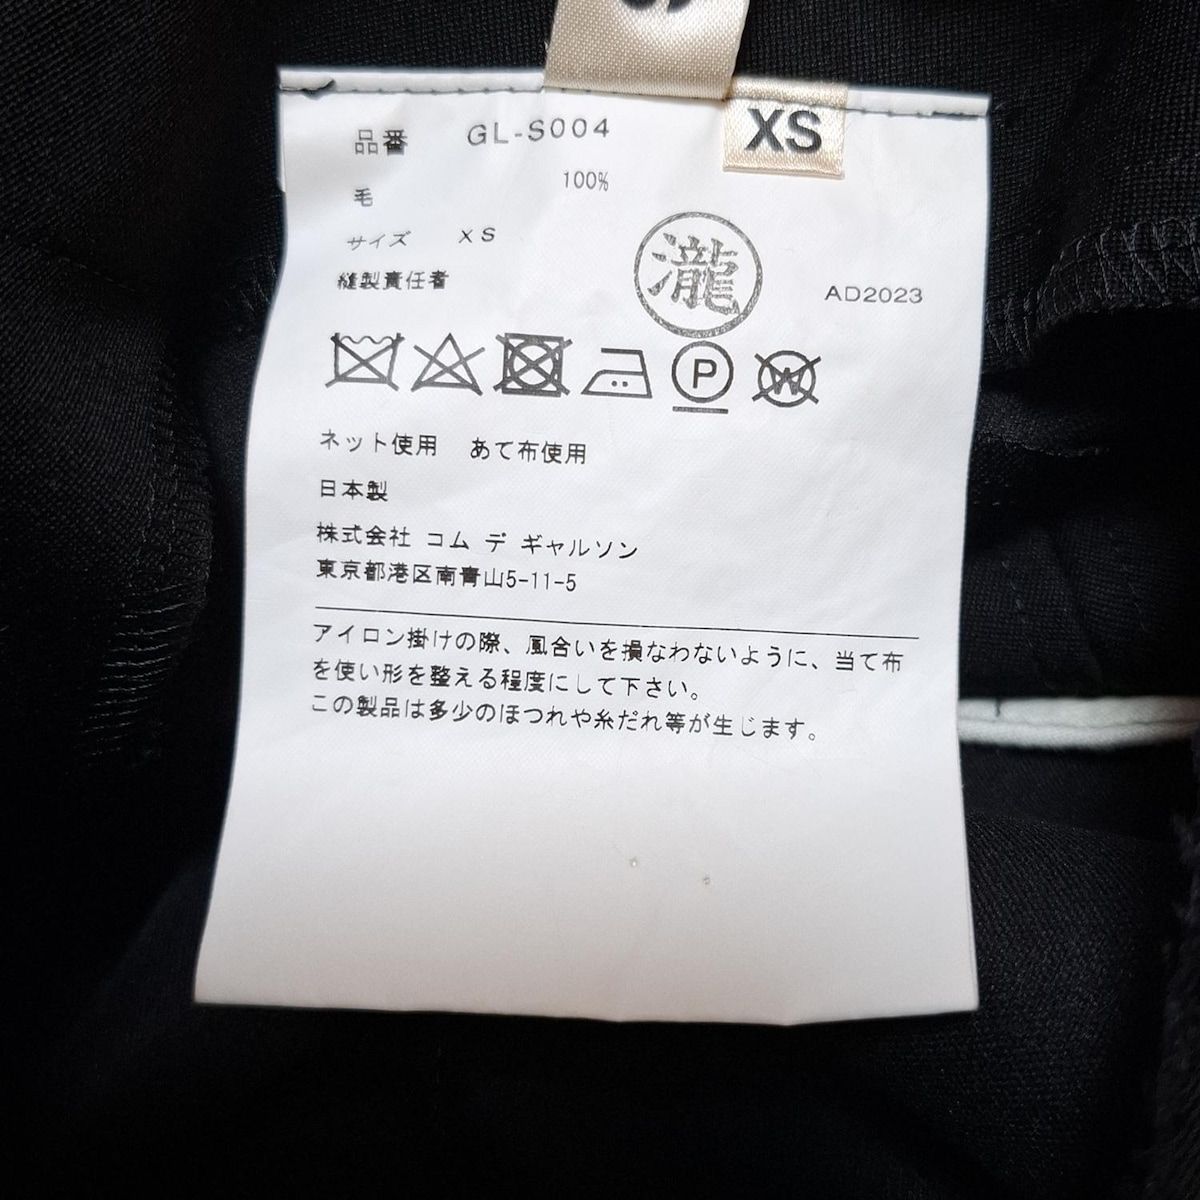 品番 GL-S004
XS
毛 100%
サイズ XS
縫製責任者
瀧
AD2023
P
W
ネット使用 あて布使用
日本製
株式会社 コム デ ギャルソン
東京都港区南青山5-11-5
アイロン掛けの際、風合いを損なわないように、当て布
を使い形を整える程度にして下さい。
この製品は多少のほつれや糸だれ等が生じます。